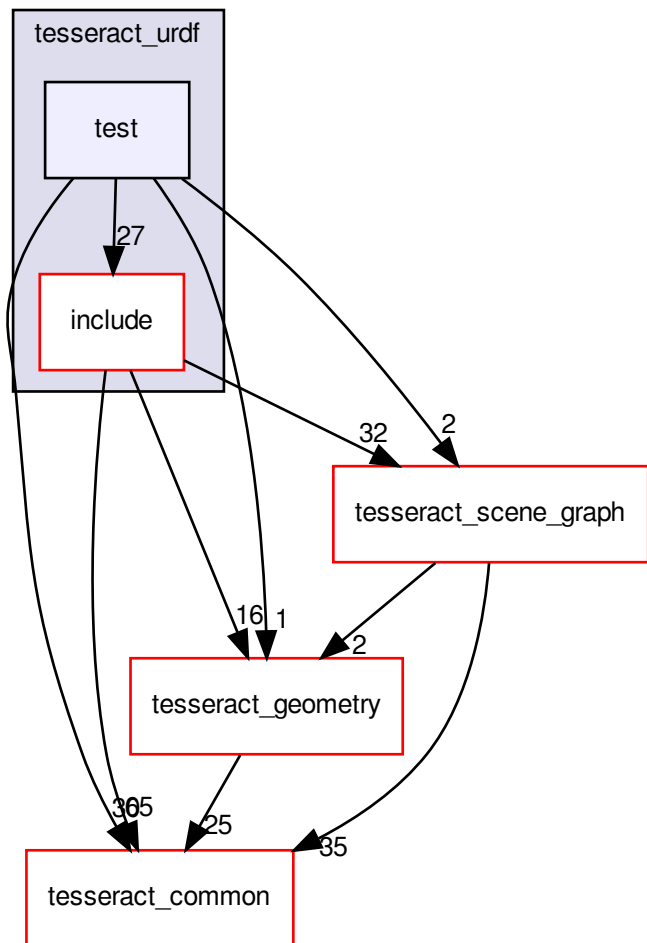 tesseract_urdf
test
27
include
32
2
tesseract_scene_graph
16
1
2
tesseract_geometry
25
35
tesseract_common